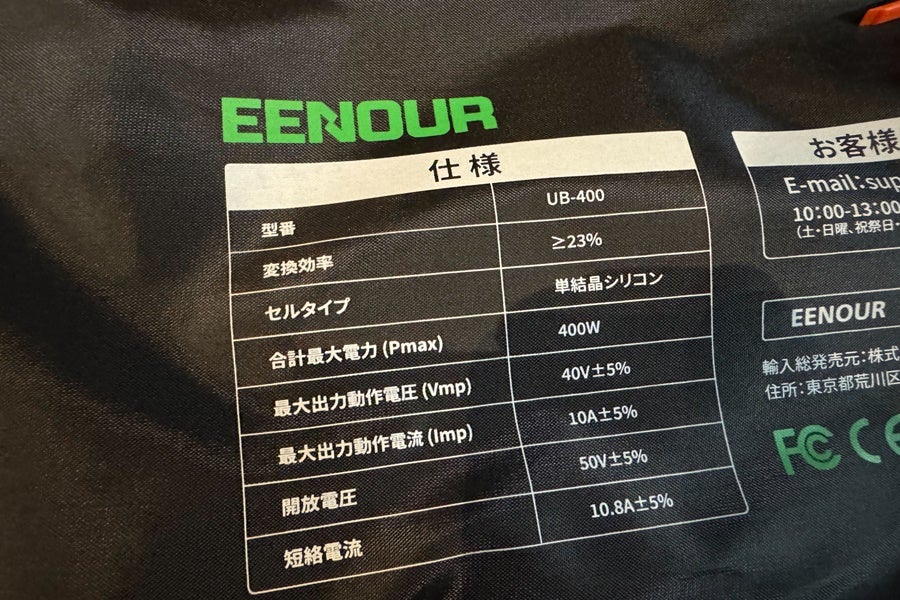 EENOUR
仕様
型番 UB-400
変換効率 ≥23%
セルタイプ 単結晶シリコン
合計最大電力 (Pmax) 400W
最大出力動作電圧 (Vmp) 40V±5%
最大出力動作電流 (Imp) 10A±5%
開放電圧 50V±5%
短絡電流 10.8A±5%
お客様
E-mail:sup
10:00-13:00
(土・日曜、祝祭日・
EENOUR
輸入総発売元:株式
住所:東京都荒川区
FC CE